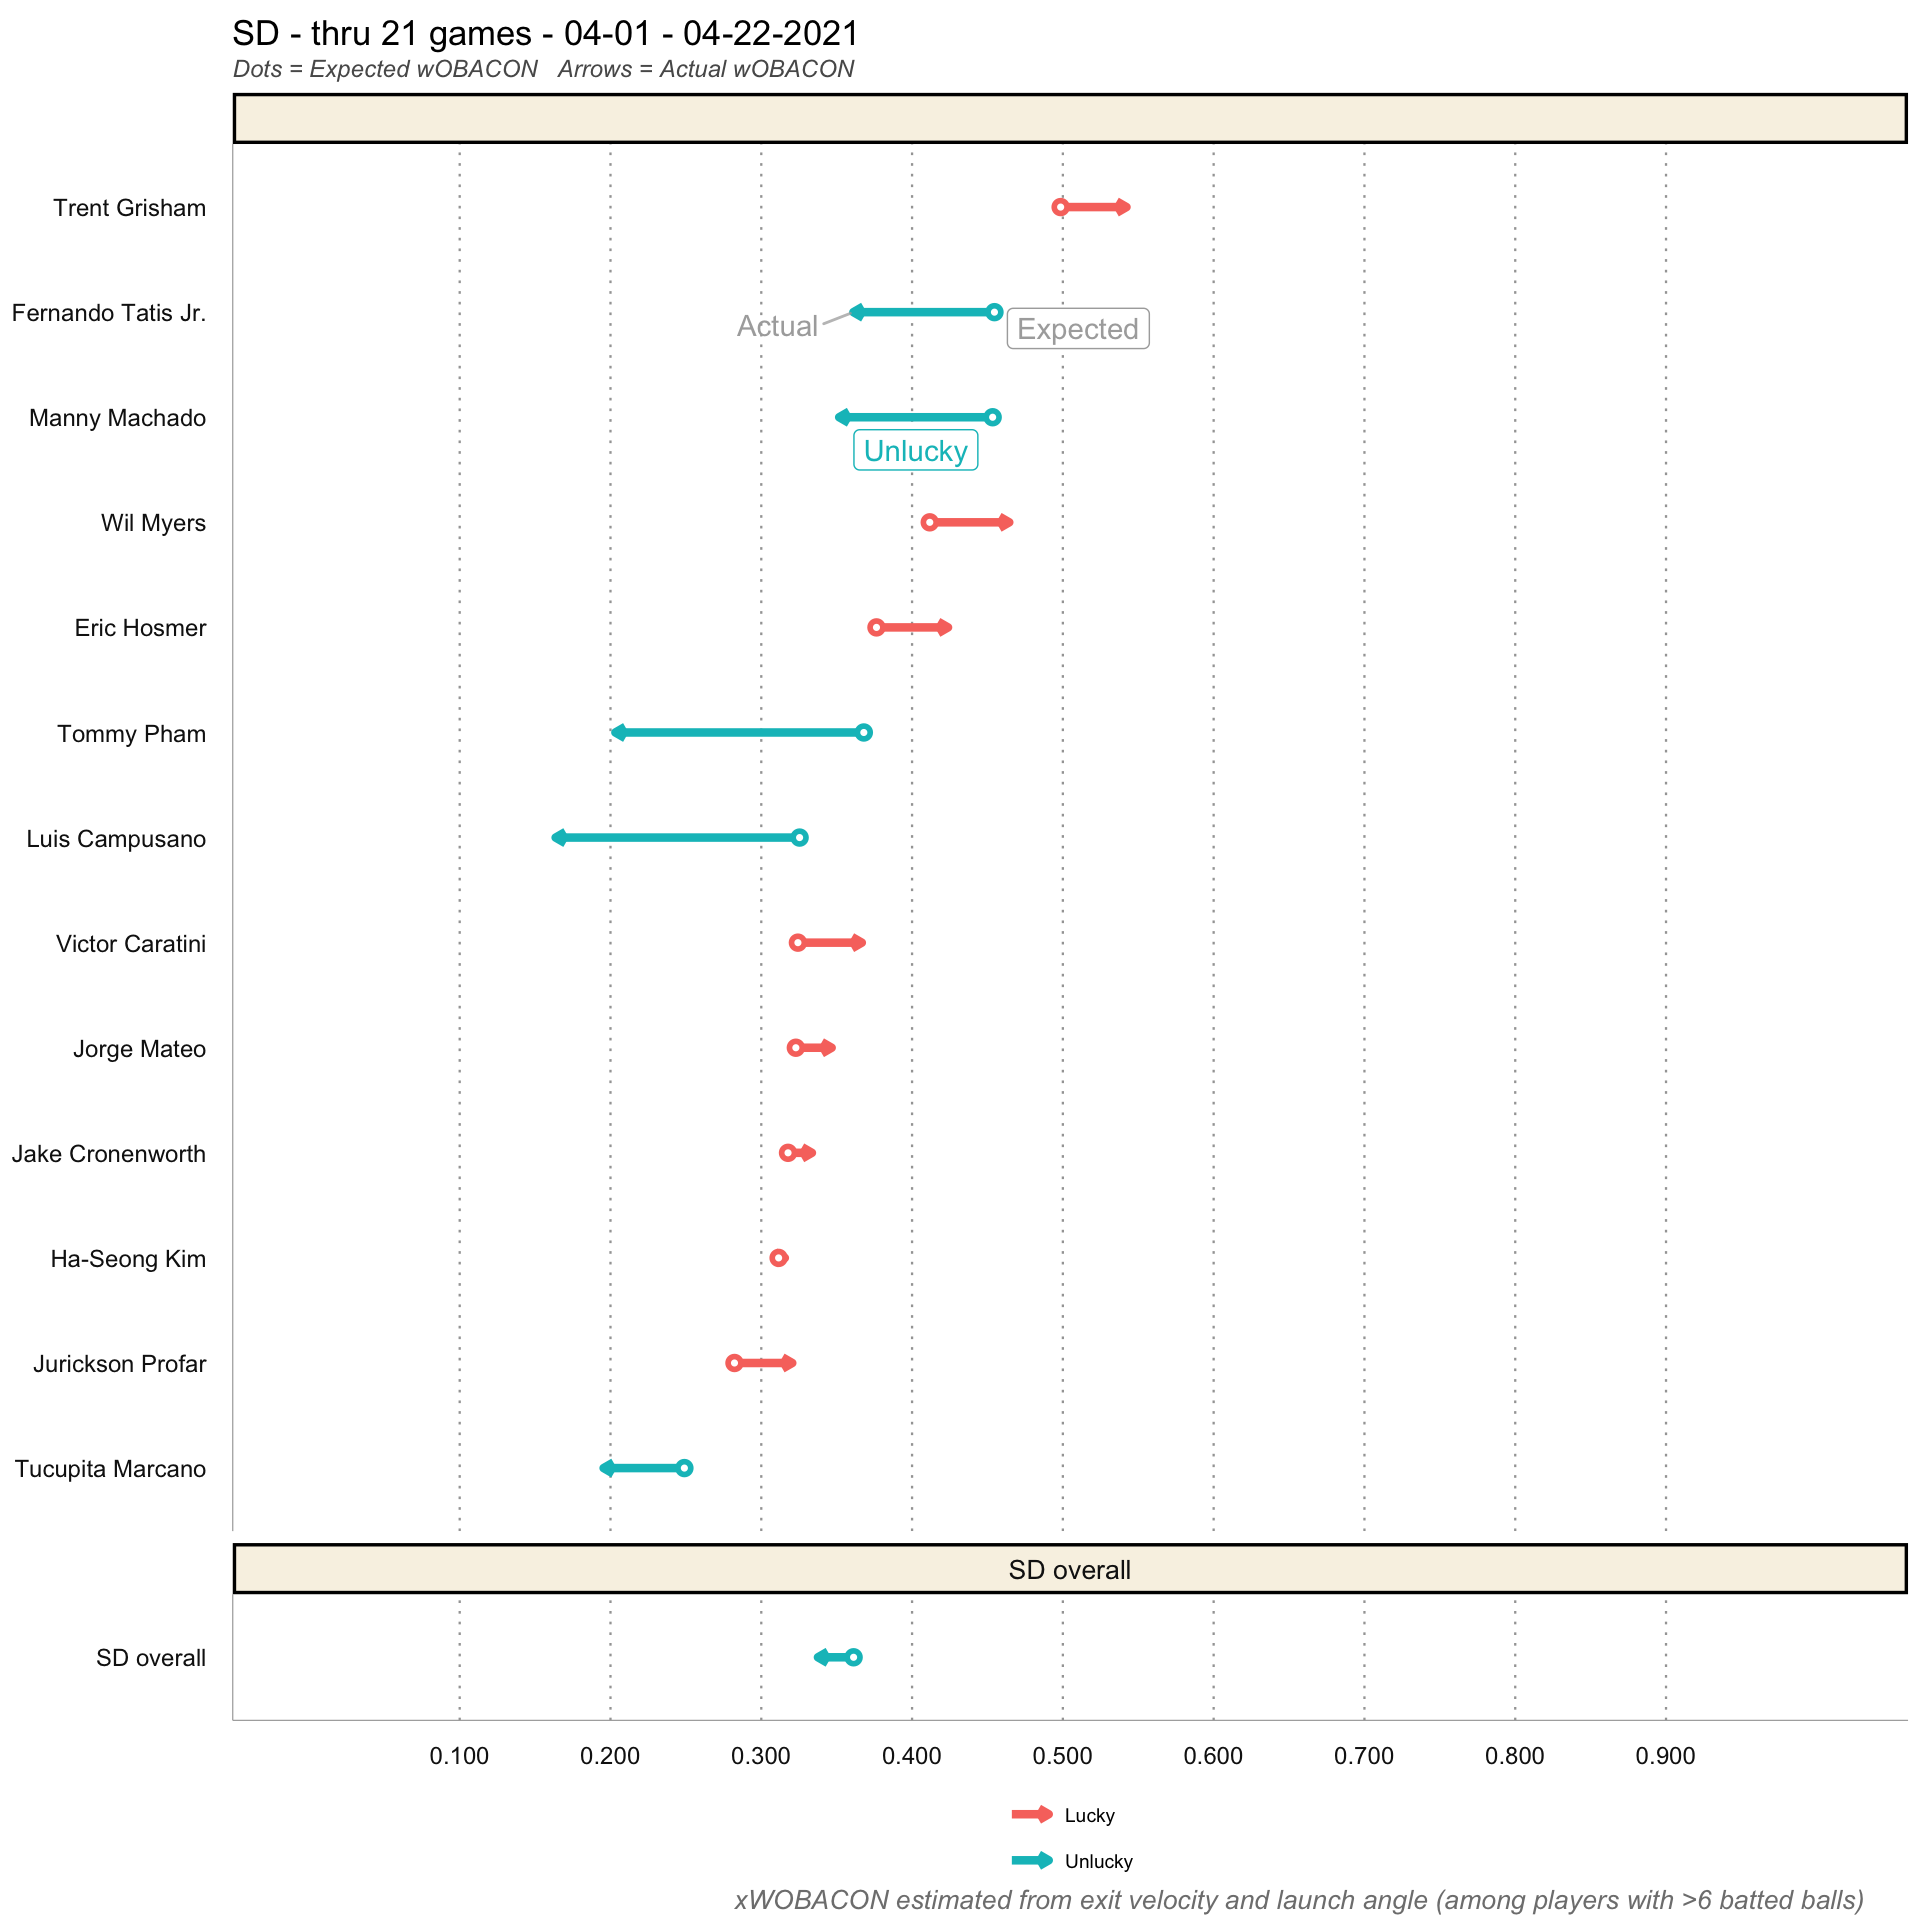 SD - thru 21 games - 04-01 - 04-22-2021
Dots = Expected wOBACON   Arrows = Actual wOBACON
Trent Grisham
Fernando Tatis Jr.
Actual
Expected
Manny Machado
Unlucky
Wil Myers
Eric Hosmer
Tommy Pham
Luis Campusano
Victor Caratini
Jorge Mateo
Jake Cronenworth
Ha-Seong Kim
Jurickson Profar
Tucupita Marcano
SD overall
SD overall
0.100 0.200 0.300 0.400 0.500 0.600 0.700 0.800 0.900
Lucky
Unlucky
xWOBACON estimated from exit velocity and launch angle (among players with >6 batted balls)